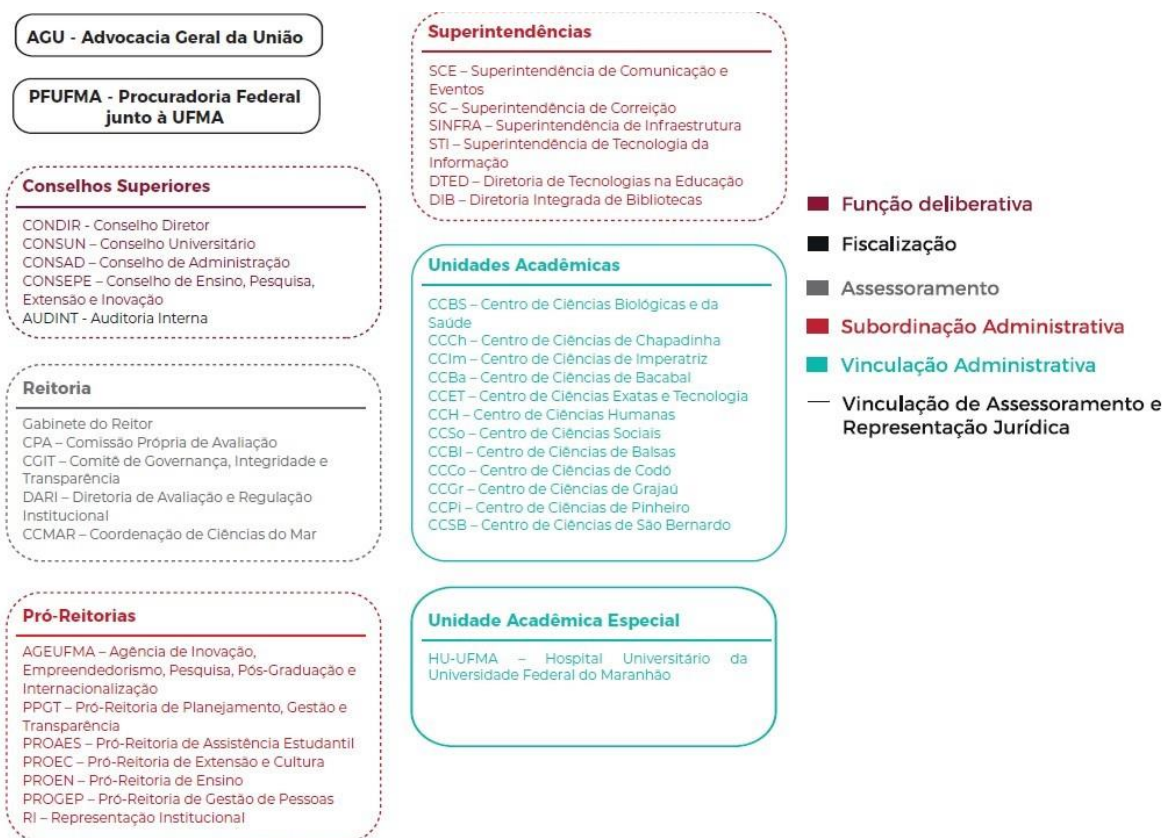 AGU - Advocacia Geral da União
PFUFMA - Procuradoria Federal
junto à UFMA
Conselhos Superiores
CONDIR - Conselho Diretor
CONSUN – Conselho Universitário
CONSAD – Conselho de Administração
CONSEPE – Conselho de Ensino, Pesquisa,
Extensão e Inovação
AUDINT - Auditoria Interna
Reitoria
Gabinete do Reitor
CPA – Comissão Própria de Avaliação
CGIT – Comitê de Governança, Integridade e
Transparência
DARI – Diretoria de Avaliação e Regulação
Institucional
CCMAR – Coordenação de Ciências do Mar
Pró-Reitorias
AGEUFMA – Agência de Inovação,
Empreendedorismo, Pesquisa, Pós-Graduação e
Internacionalização
PPGT – Pró-Reitoria de Planejamento, Gestão e
Transparência
PROAES – Pró-Reitoria de Assistência Estudantil
PROEC – Pró-Reitoria de Extensão e Cultura
PROEN – Pró-Reitoria de Ensino
PROGEP – Pró-Reitoria de Gestão de Pessoas
RI – Representação Institucional
Superintendências
SCE – Superintendência de Comunicação e
Eventos
SC – Superintendência de Correição
SINFRA – Superintendência de Infraestrutura
STI – Superintendência de Tecnologia da
Informação
DTED – Diretoria de Tecnologias na Educação
DIB – Diretoria Integrada de Bibliotecas
Unidades Acadêmicas
CCBS – Centro de Ciências Biológicas e da
Saúde
CCCh – Centro de Ciências de Chapadinha
CCIm – Centro de Ciências de Imperatriz
CCBa – Centro de Ciências de Bacabal
CCET – Centro de Ciências Exatas e Tecnologia
CCH – Centro de Ciências Humanas
CCSo – Centro de Ciências Sociais
CCBl – Centro de Ciências de Balsas
CCCo – Centro de Ciências de Codó
CCGr – Centro de Ciências de Grajaú
CCPi – Centro de Ciências de Pinheiro
CCSB – Centro de Ciências de São Bernardo
Unidade Acadêmica Especial
HU-UFMA – Hospital Universitário da
Universidade Federal do Maranhão
Função deliberativa
Fiscalização
Assessoramento
Subordinação Administrativa
Vinculação Administrativa
Vinculação de Assessoramento e
Representação Jurídica